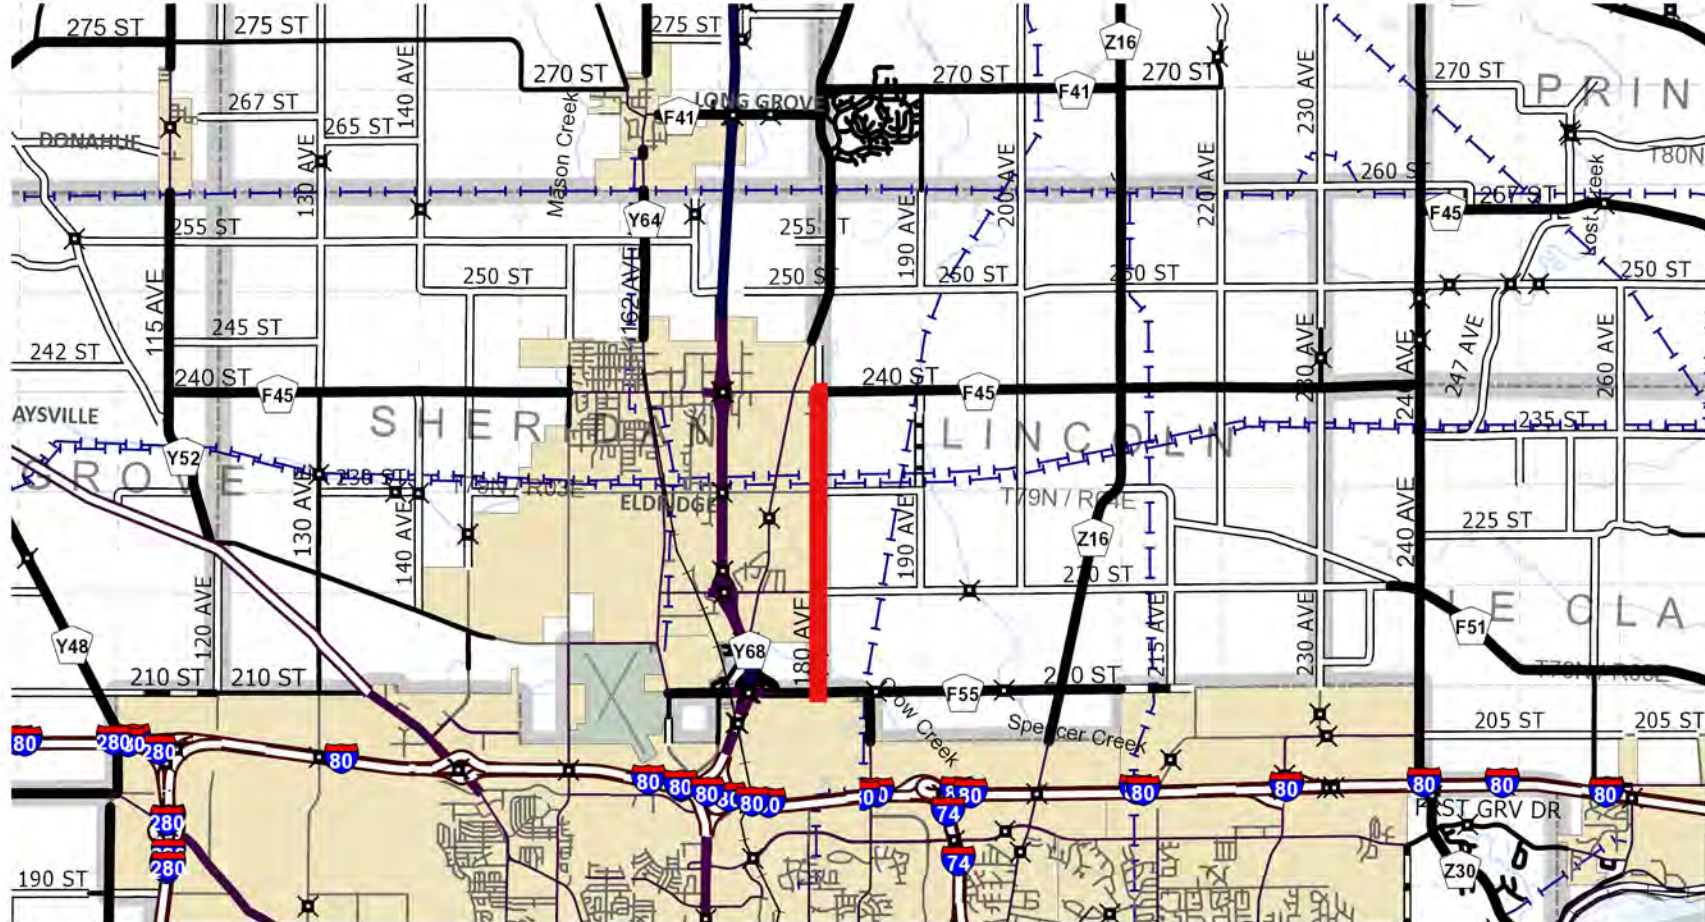 275 ST
275 ST
275 ST
Z16
270 ST
270 ST
270 ST
270 ST
F41
230 AVE
140 AVE
267 ST
LONG GROVE
F41
PRIN
265 ST
DONAHUE
Mason Creek
130 AVE
200 AVE
220 AVE
T80N
260 S
267 ST
F45
Y64
255 ST
190 AVE
250 ST
250 ST
250 ST
250 ST
115 AVE
162 AVE
245 ST
242 ST
230 AVE
240 AVE
247 AVE
260 AVE
240 ST
F45
240 ST
F45
AYSVILLE
SHERIDAN
LINCOLN
235 ST
Y52
GROVE
230 ST
ELDRIDGE
T79N / R04E
130 AVE
140 AVE
190 AVE
Z16
240 AVE
225 ST
120 AVE
180 AVE
215 AVE
230 AVE
LE CLA
F51
Y48
Y68
210 ST
210 ST
F55
Cow Creek
Spencer Creek
205 ST
205 ST
80
280
280
80
80
80
80
80
80
80
80
80
80
80
280
74
280
74
FRST GRV DR
Z30
190 ST